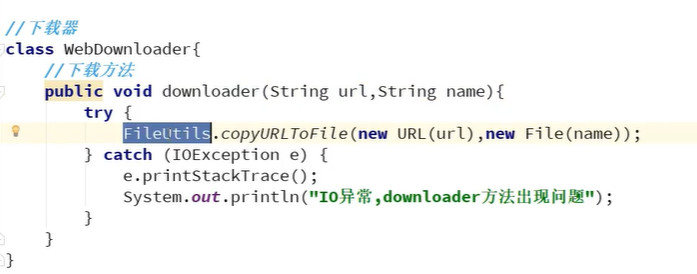 //下载器
class WebDownloader{
//下载方法
public void downloader(String url,String name){
try {
FileUtils.copyURLToFile(new URL(url),new File(name));
} catch (IOException e) {
e.printStackTrace();
System.out.println("IO异常,downloader方法出现问题");
}
}
}